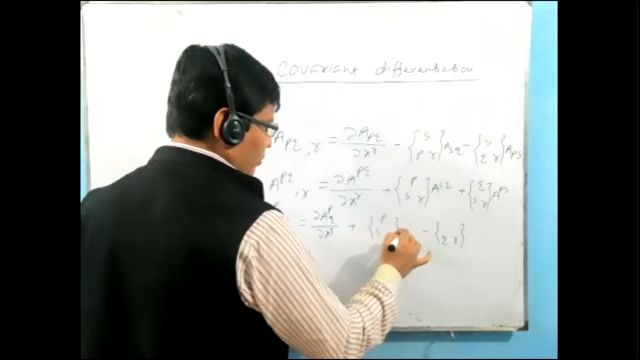 Covariant differentiation
A_{pq, r} = ∂A_{pq}/∂x^r - {s / p r} A_{sq} - {s / q r} A_{ps}
A^{pq}_{, r} = ∂A^{pq}/∂x^r + {p / s r} A^{sq} + {q / s r} A^{ps}
= ∂A^p_q/∂x^r + {p / s } - { / q r}